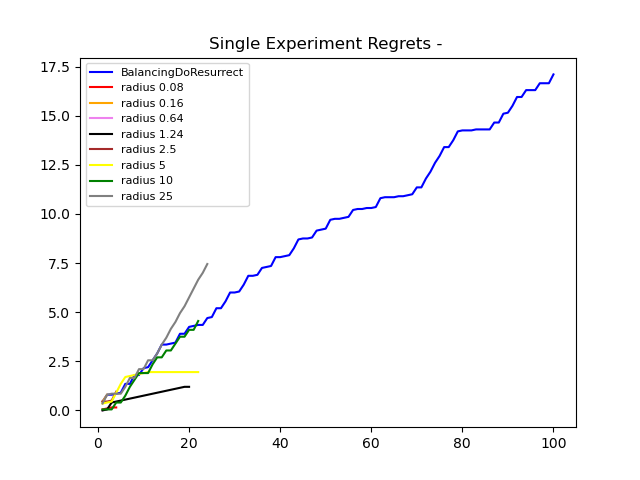 Single Experiment Regrets -
17.5
15.0
12.5
10.0
7.5
5.0
2.5
0.0
BalancingDoResurrect
radius 0.08
radius 0.16
radius 0.64
radius 1.24
radius 2.5
radius 5
radius 10
radius 25
0 20 40 60 80 100